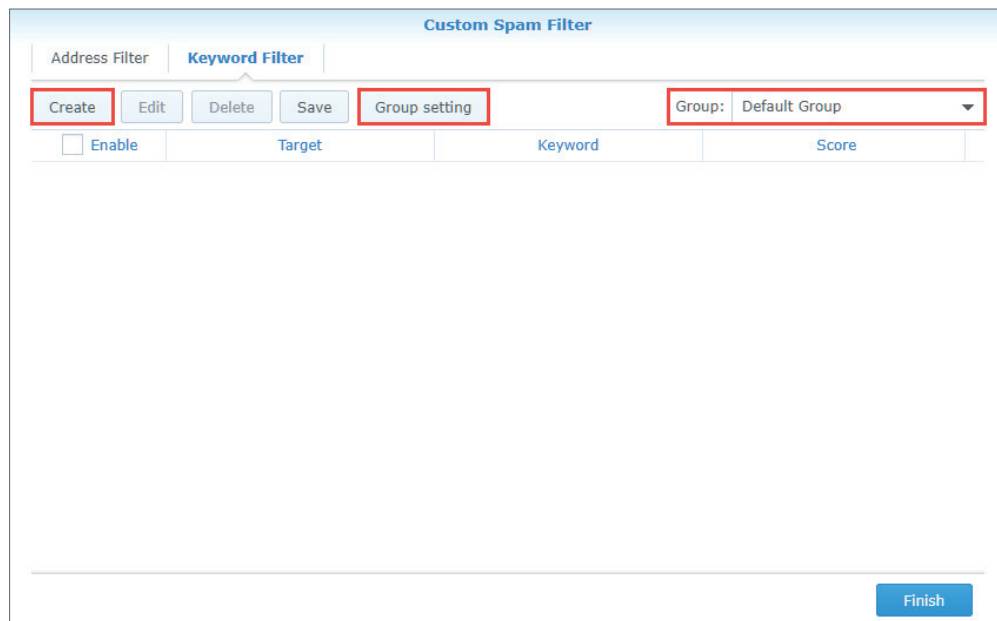 Custom Spam Filter
Address Filter Keyword Filter
Create Edit Delete Save Group setting Group: Default Group
Enable Target Keyword Score
Finish